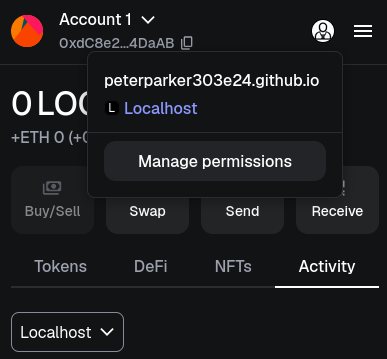 Account 1
0xdC8e2...4DaAB
peterparker303e24.github.io
L Localhost
0 LOC
+ETH 0 (+0
Manage permissions
Buy/Sell
Swap
Send
Receive
Tokens
DeFi
NFTs
Activity
Localhost